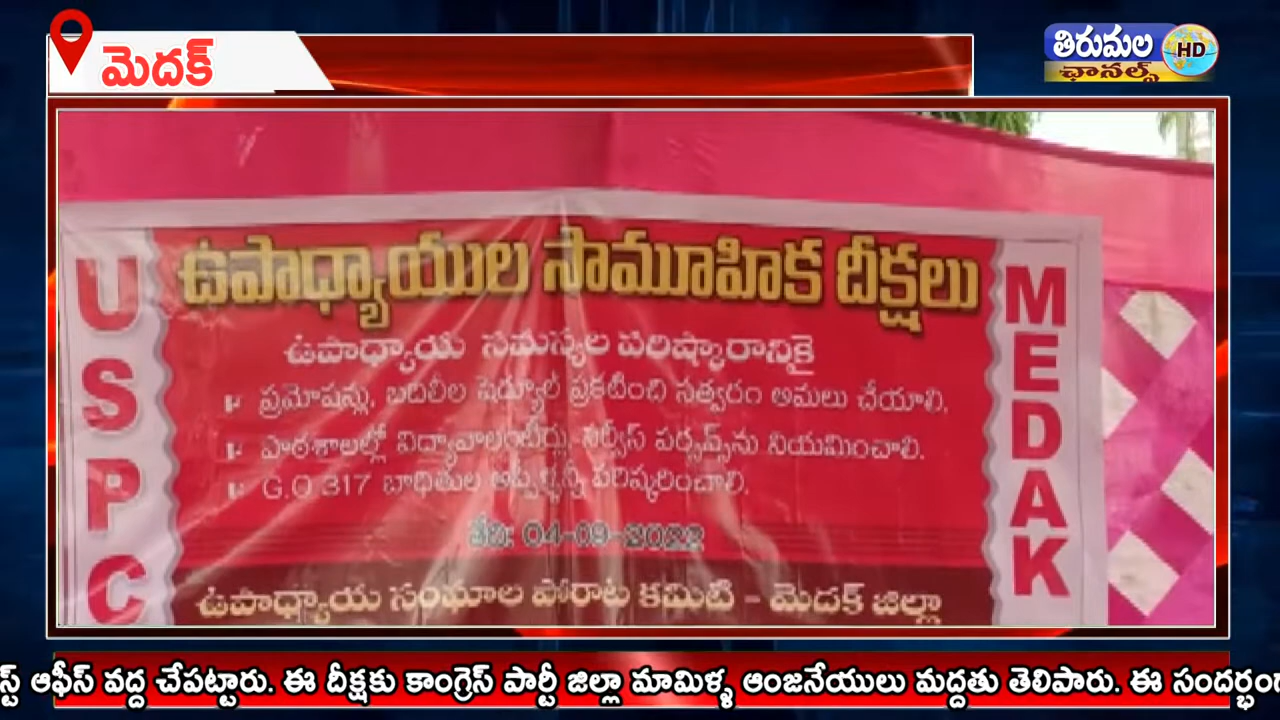 మెదక్
తిరుమల HD
ఛానల్స్
ఉపాధ్యాయుల సామూహిక దీక్షలు
ఉపాధ్యాయ సమస్యల పరిష్కారానికై
ప్రమోషన్లు, బదిలీల షెడ్యూల్ ప్రకటించి సత్వరం అమలు చేయాలి.
పాఠశాలల్లో విద్యావాలంటీర్లు, సర్వీస్ పర్సన్స్‌ను నియమించాలి.
G.O 317 బాధితుల అప్పీళ్ళన్నీ పరిష్కరించాలి.
తేది: 04-09-2022
ఉపాధ్యాయ సంఘాల పోరాట కమిటి - మెదక్ జిల్లా
USPC
MEDAK
స్ట్ ఆఫీస్ వద్ద చేపట్టారు. ఈ దీక్షకు కాంగ్రెస్ పార్టీ జిల్లా మామిళ్ళ ఆంజనేయులు మద్దతు తెలిపారు. ఈ సందర్భంగ